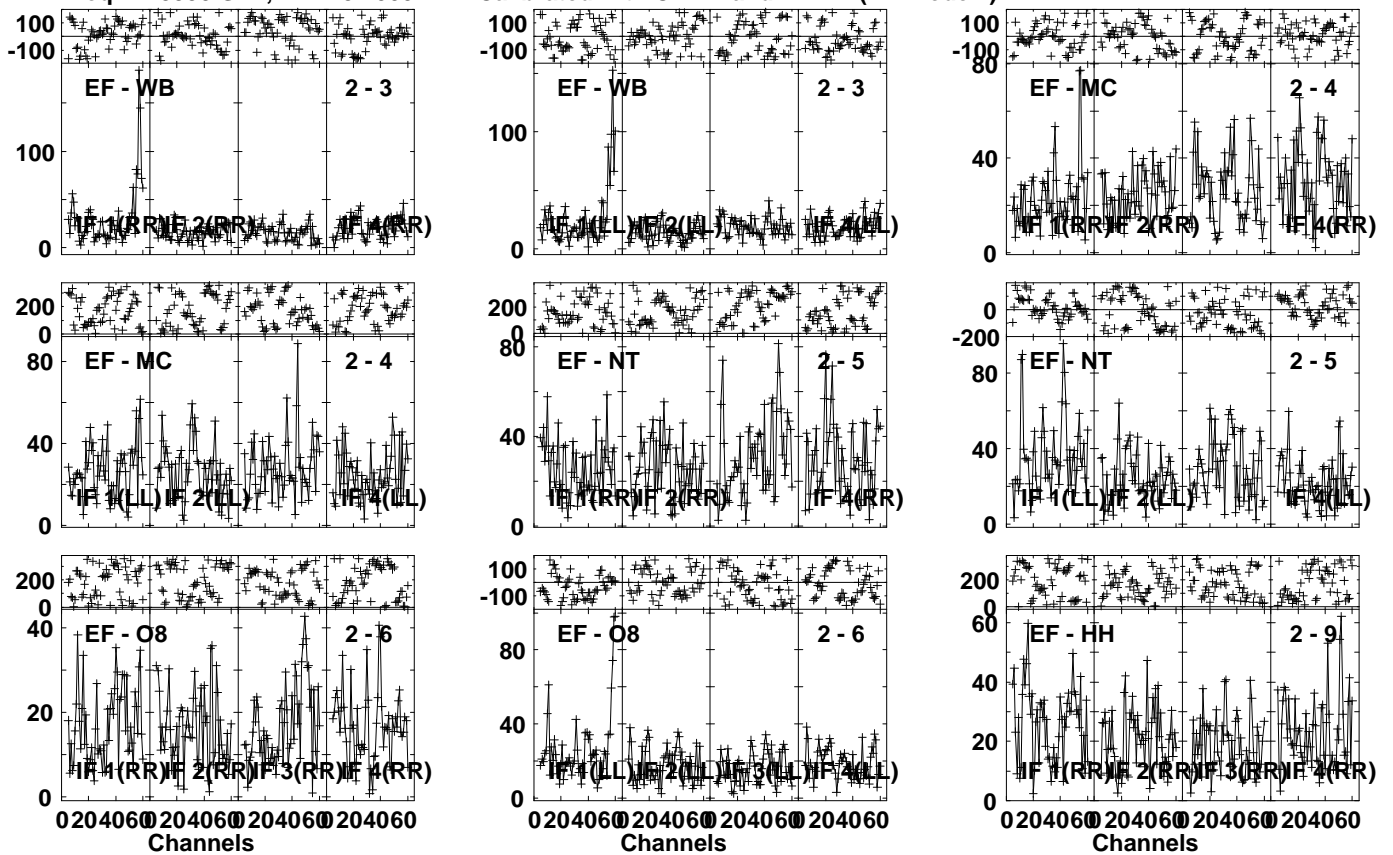 100
-100
EF - WB 2 - 3
100
0
IF 1(RR) IF 2(RR) IF 4(RR)
100
-100
EF - WB 2 - 3
100
0
IF 1(LL) IF 2(LL) IF 4(LL)
100
-100
80
EF - MC 2 - 4
40
0
IF 1(RR) IF 2(RR) IF 4(RR)
200
0
EF - MC 2 - 4
80
40
0
IF 1(LL) IF 2(LL) IF 4(LL)
200
0
80
EF - NT 2 - 5
40
0
IF 1(RR) IF 2(RR) IF 4(RR)
0
-200
EF - NT 2 - 5
80
40
0
IF 1(LL) IF 2(LL) IF 4(LL)
200
0
40
EF - O8 2 - 6
20
0
IF 1(RR) IF 2(RR) IF 3(RR) IF 4(RR)
0 20 40 60 0 20 40 60 0 20 40 60 0 20 40 60
Channels
100
-100
EF - O8 2 - 6
80
40
0
IF 1(LL) IF 2(LL) IF 3(LL) IF 4(LL)
0 20 40 60 0 20 40 60 0 20 40 60 0 20 40 60
Channels
200
0
60
EF - HH 2 - 9
40
20
0
IF 1(RR) IF 2(RR) IF 3(RR) IF 4(RR)
0 20 40 60 0 20 40 60 0 20 40 60 0 20 40 60
Channels